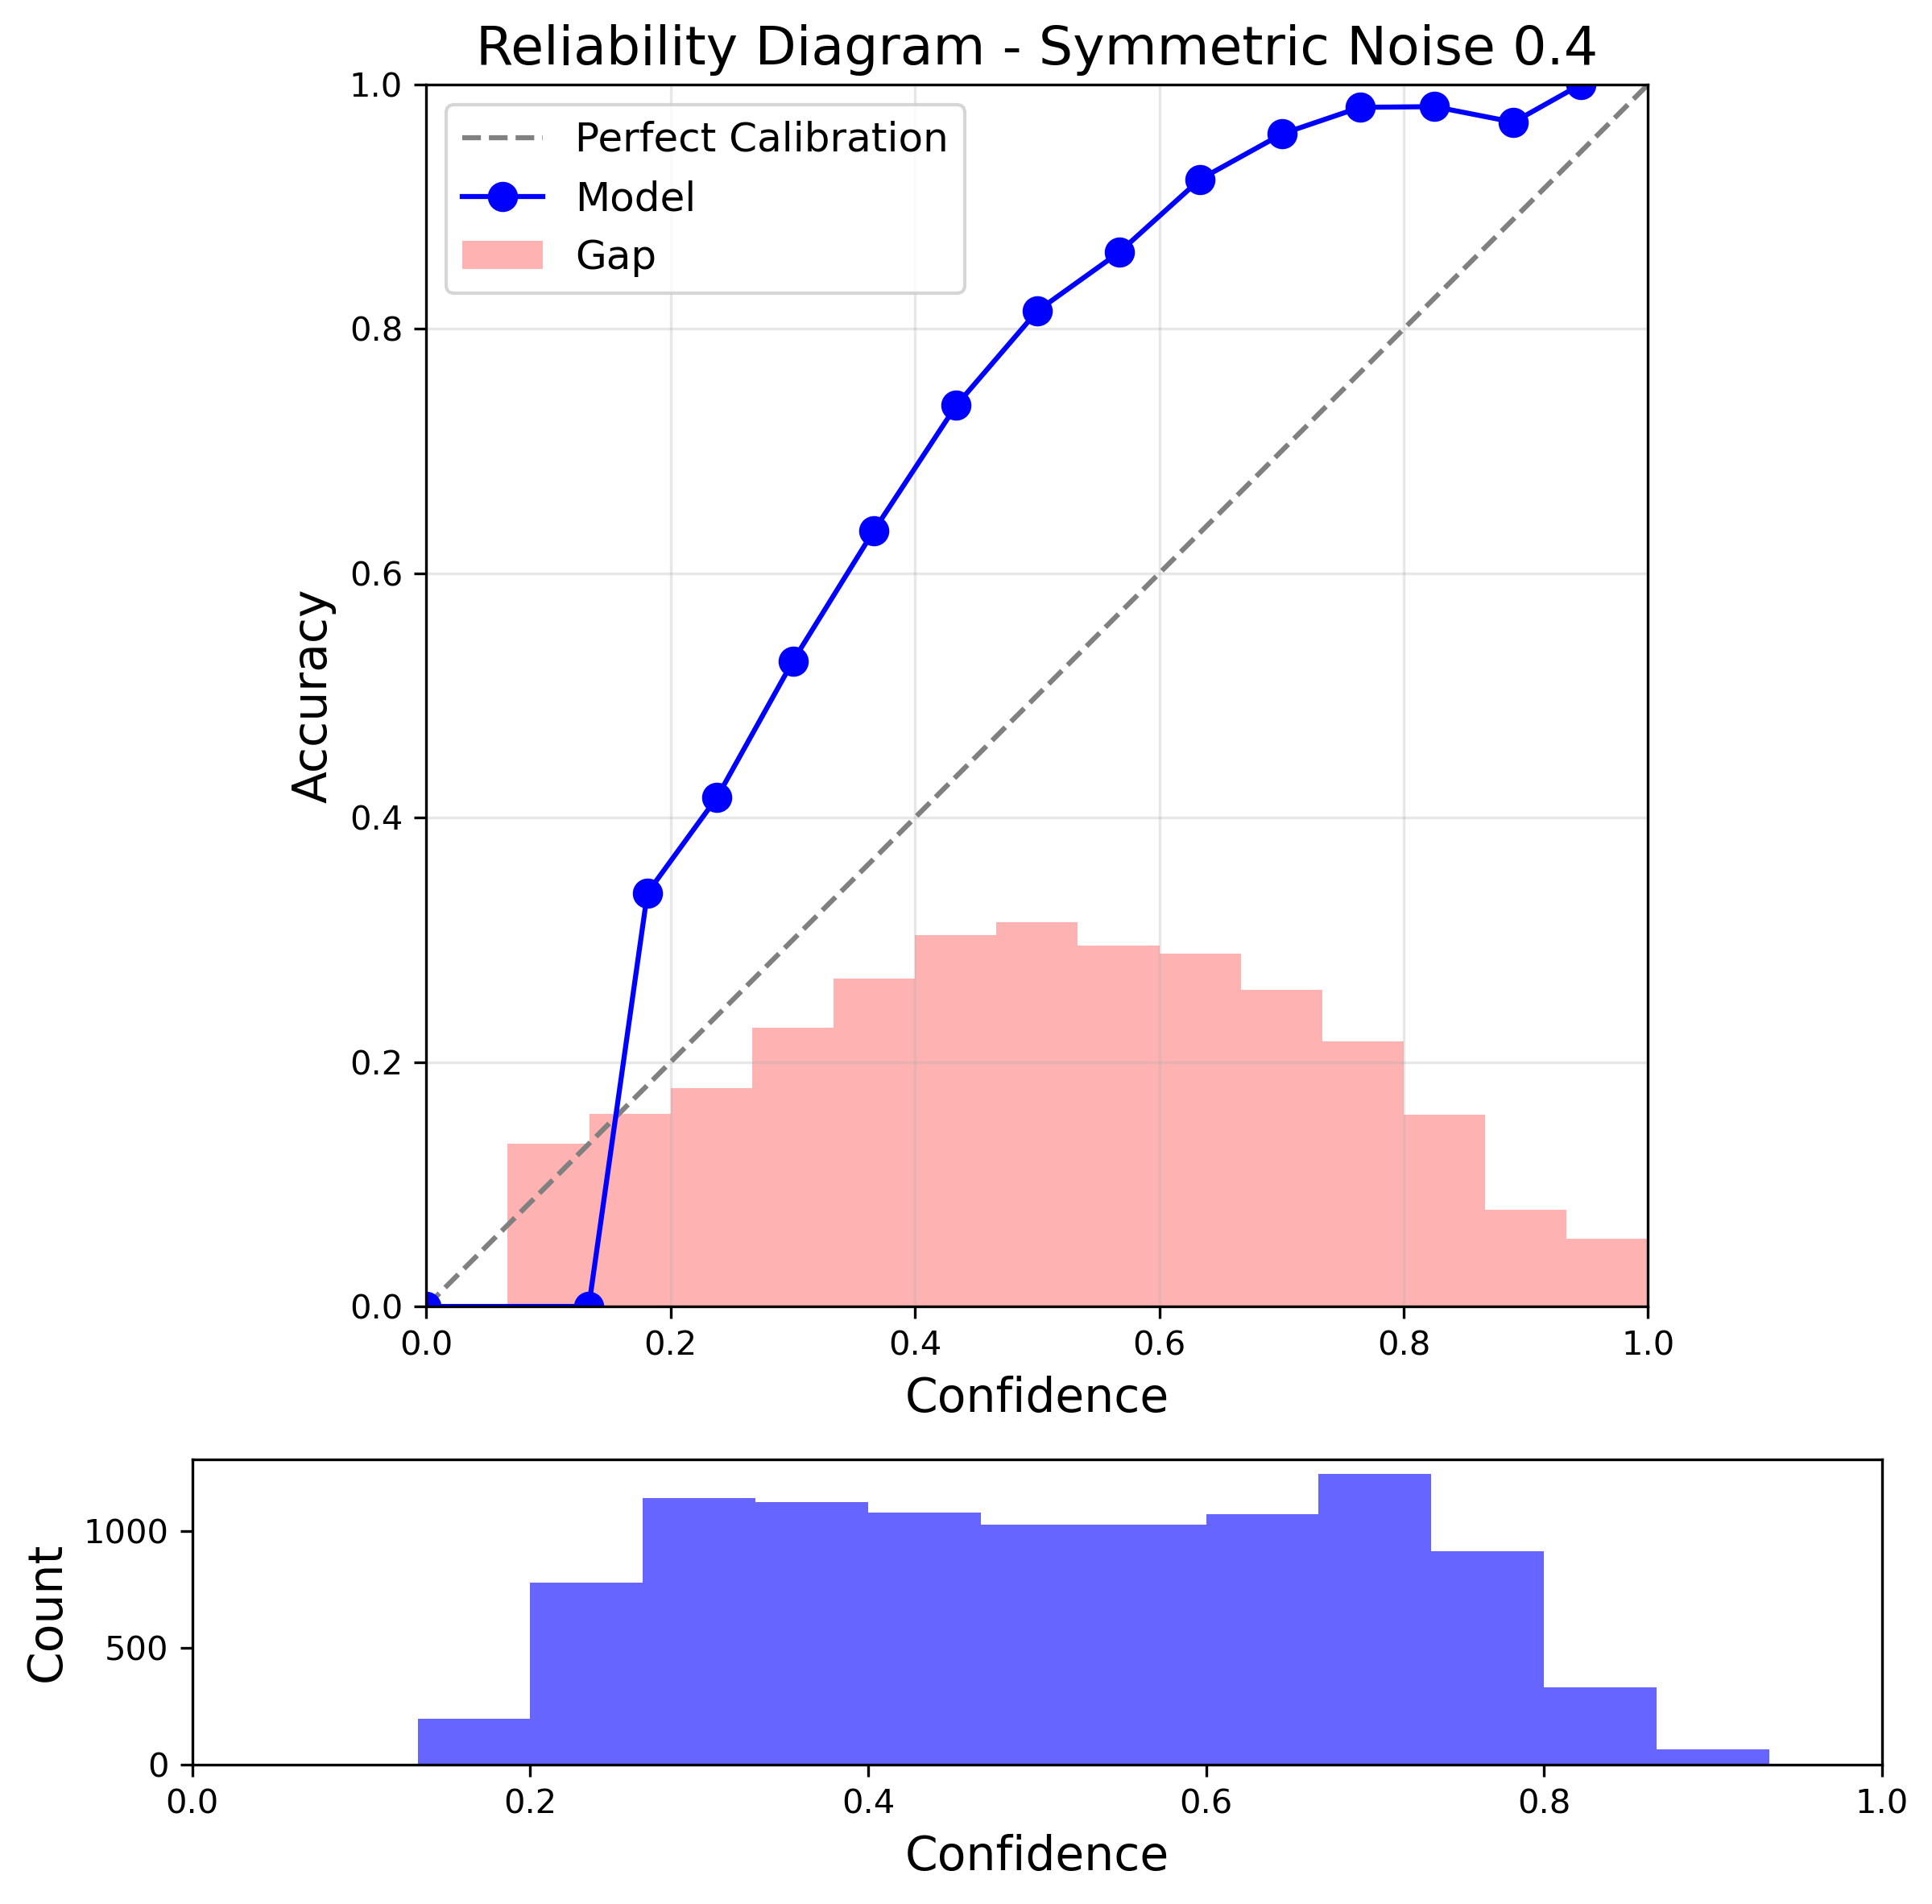 Reliability Diagram - Symmetric Noise 0.4
Perfect Calibration
Model
Gap
1.0
0.8
0.6
0.4
0.2
0.0
Accuracy
0.0 0.2 0.4 0.6 0.8 1.0
Confidence
1000
500
0
Count
0.0 0.2 0.4 0.6 0.8 1.0
Confidence